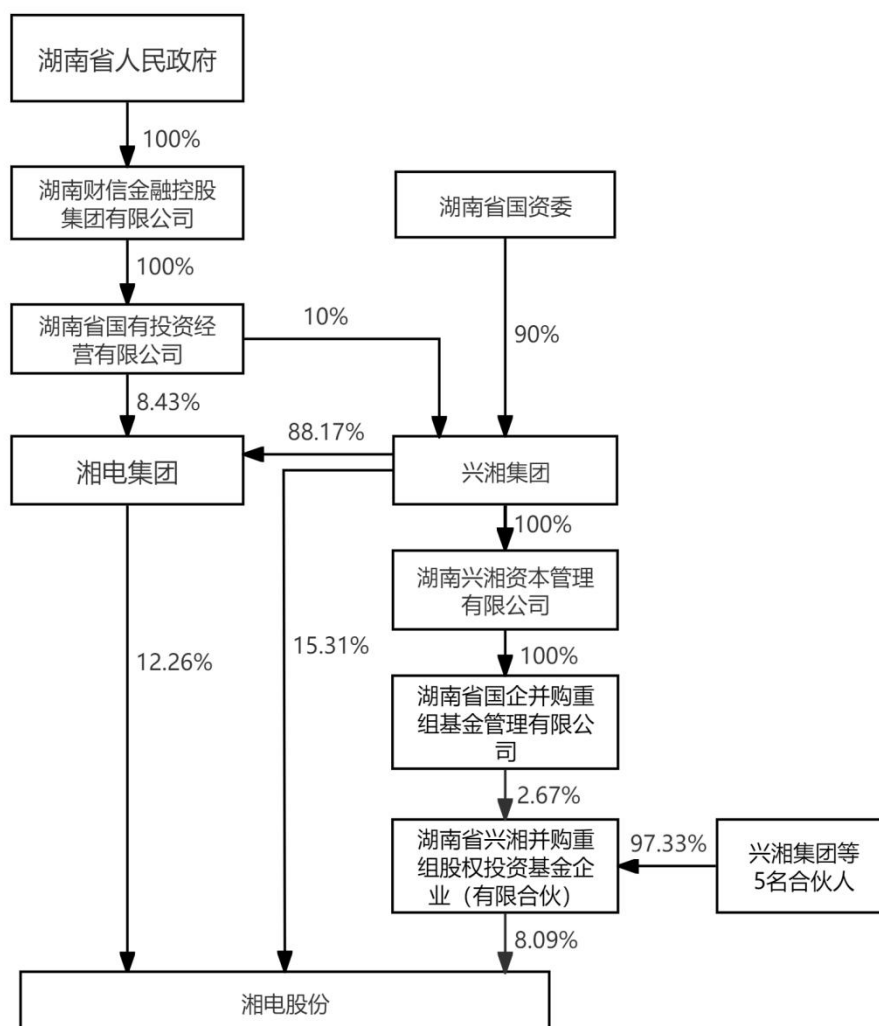 湖南省人民政府
100%
湖南财信金融控股
集团有限公司
湖南省国资委
100%
湖南省国有投资经
营有限公司
10%
90%
8.43%
88.17%
湘电集团
兴湘集团
100%
湖南兴湘资本管理
有限公司
12.26%
15.31%
100%
湖南省国企并购重
组基金管理有限公
司
2.67%
湖南省兴湘并购重
组股权投资基金企
业（有限合伙）
97.33%
兴湘集团等
5名合伙人
8.09%
湘电股份